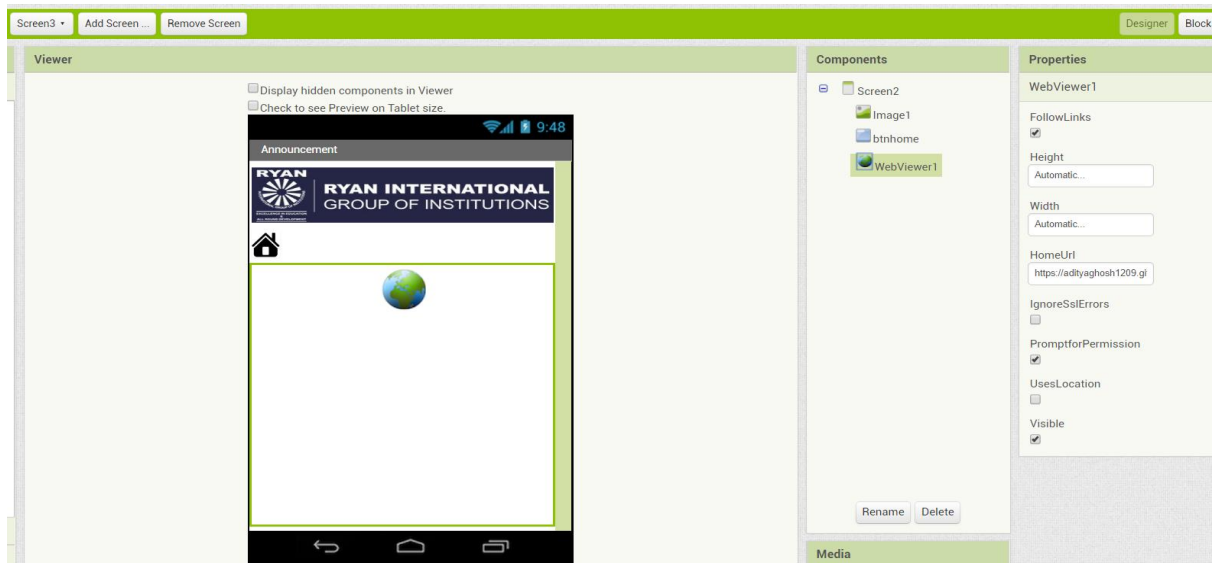 Screen3 Add Screen ... Remove Screen Designer Block
Viewer
Display hidden components in Viewer
Check to see Preview on Tablet size.
9:48
Announcement
RYAN
RYAN INTERNATIONAL
GROUP OF INSTITUTIONS
Components
Screen2
Image1
btnhome
WebViewer1
Rename Delete
Media
Properties
WebViewer1
FollowLinks
Height
Automatic...
Width
Automatic...
HomeUrl
https://adityaghosh1209.gi
IgnoreSslErrors
PromptforPermission
UsesLocation
Visible